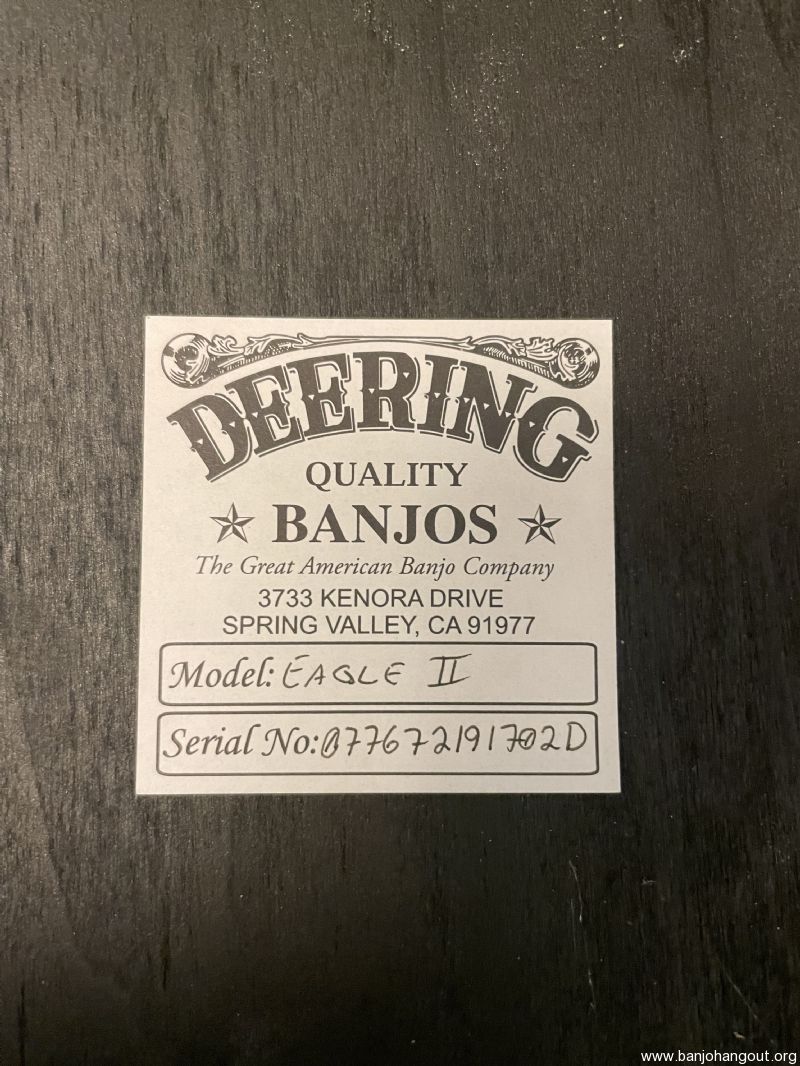 DEERING
QUALITY
BANJOS
The Great American Banjo Company
3733 KENORA DRIVE
SPRING VALLEY, CA 91977
Model: EAGLE II
Serial No:
www.banjohangout.org